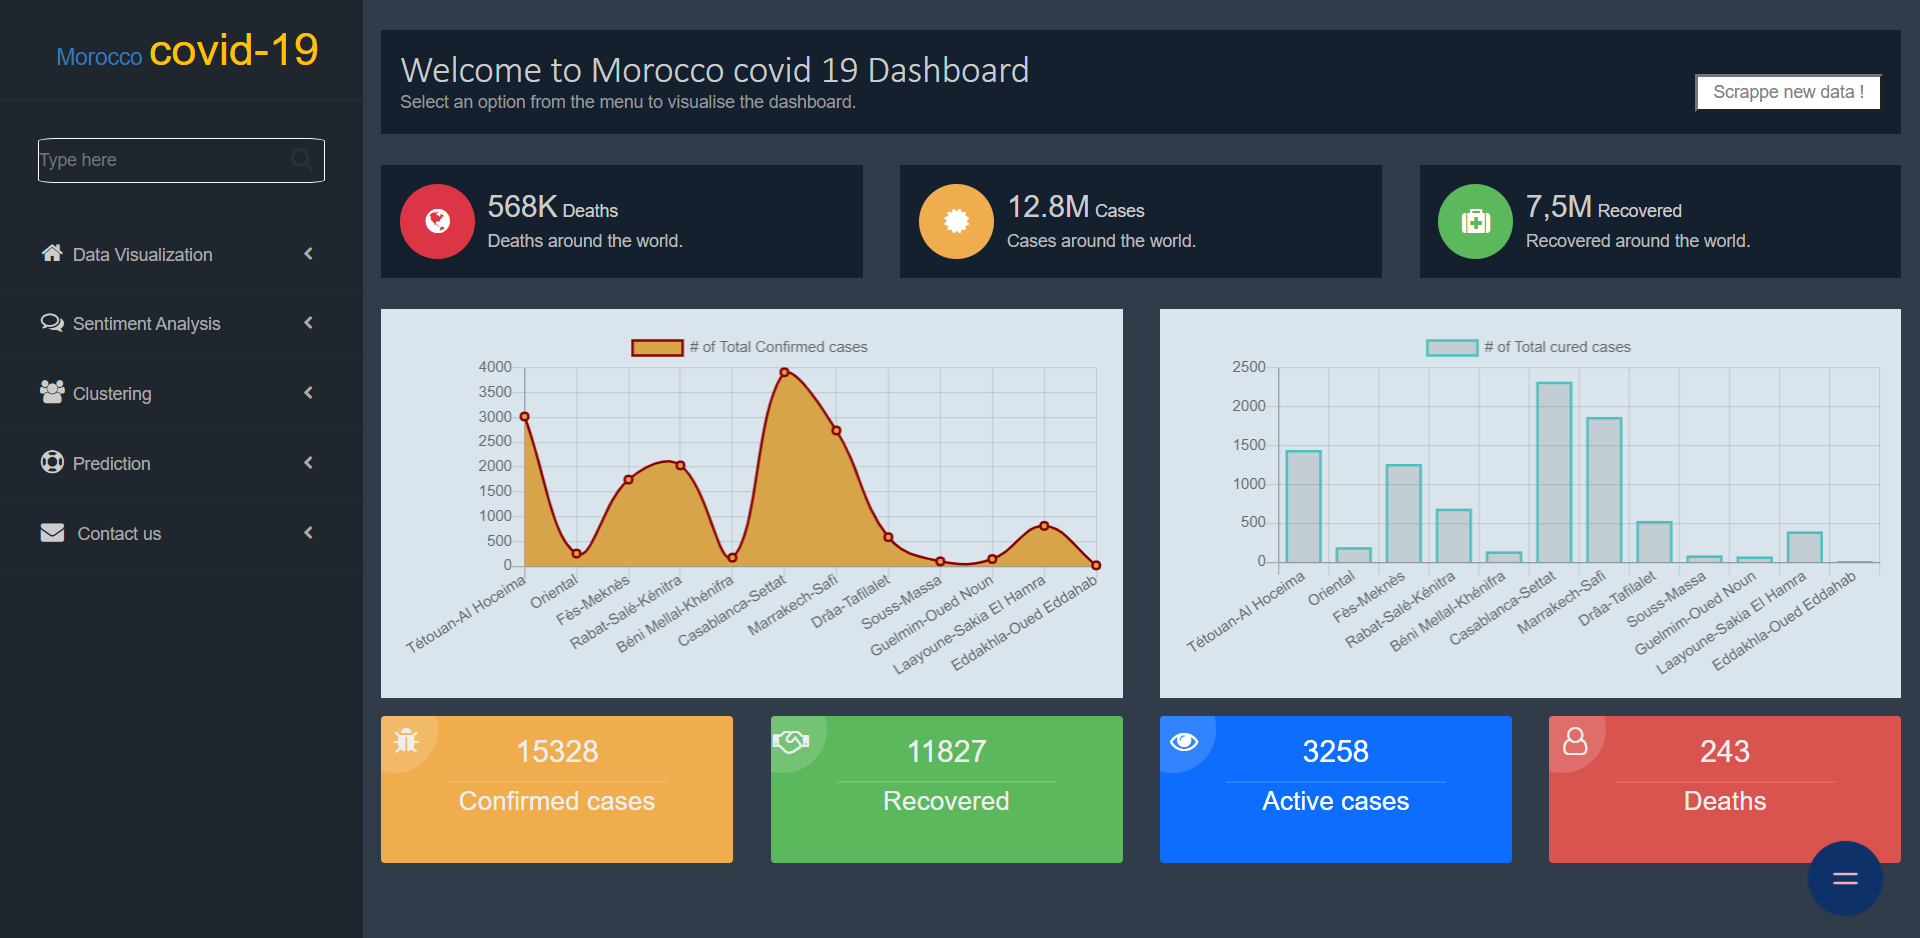 Morocco covid-19
Type here
Data Visualization
Sentiment Analysis
Clustering
Prediction
Contact us
Welcome to Morocco covid 19 Dashboard
Select an option from the menu to visualise the dashboard.
Scrappe new data !
568K Deaths
Deaths around the world.
12.8M Cases
Cases around the world.
7,5M Recovered
Recovered around the world.
# of Total Confirmed cases
4000
3500
3000
2500
2000
1500
1000
500
0
Tétouan-Al Hoceima
Oriental
Fès-Meknès
Rabat-Salé-Kénitra
Béni Mellal-Khénifra
Casablanca-Settat
Marrakech-Safi
Drâa-Tafilalet
Souss-Massa
Guelmim-Oued Noun
Laayoune-Sakia El Hamra
Eddakhla-Oued Eddahab
# of Total cured cases
2500
2000
1500
1000
500
0
Tétouan-Al Hoceima
Oriental
Fès-Meknès
Rabat-Salé-Kénitra
Béni Mellal-Khénifra
Casablanca-Settat
Marrakech-Safi
Drâa-Tafilalet
Souss-Massa
Guelmim-Oued Noun
Laayoune-Sakia El Hamra
Eddakhla-Oued Eddahab
15328
Confirmed cases
11827
Recovered
3258
Active cases
243
Deaths